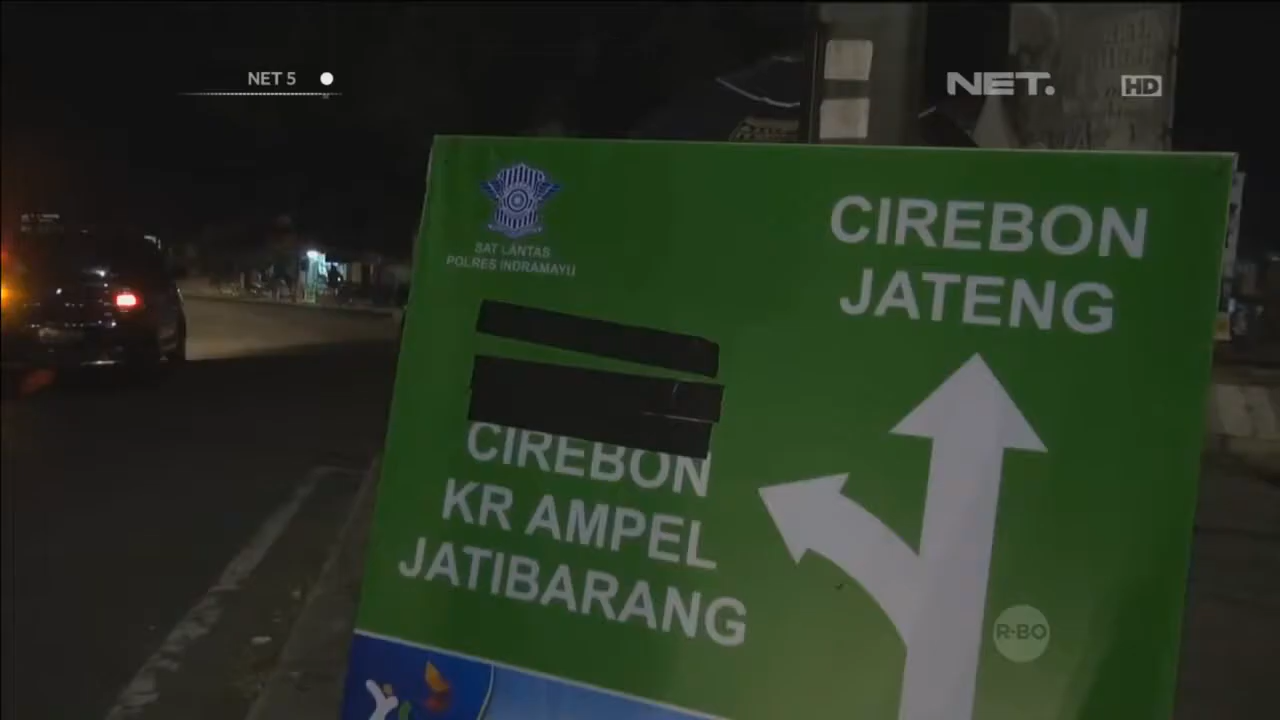 NET 5
NET.
HD
SAT LANTAS
POLRES INDRAMAYU
CIREBON
JATENG
CIREBON
KR AMPEL
JATIBARANG
R-BO